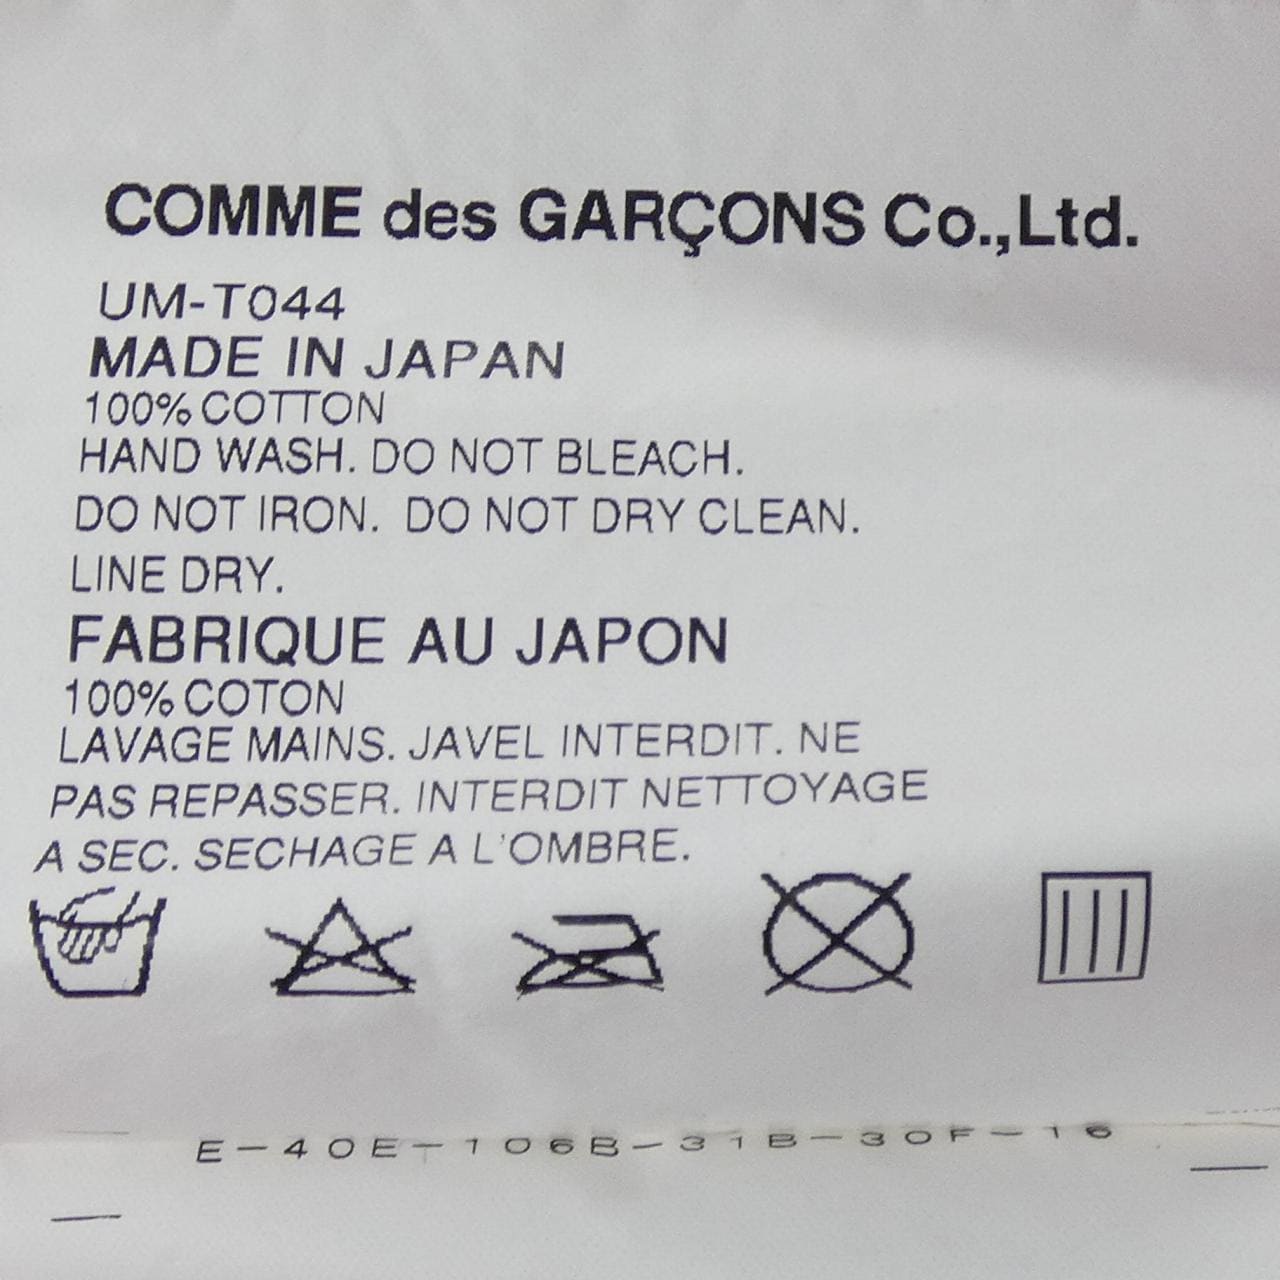 COMME des GARÇONS Co.,Ltd.
UM-T044
MADE IN JAPAN
100% COTTON
HAND WASH. DO NOT BLEACH.
DO NOT IRON. DO NOT DRY CLEAN.
LINE DRY.
FABRIQUE AU JAPON
100% COTON
LAVAGE MAINS. JAVEL INTERDIT. NE
PAS REPASSER. INTERDIT NETTOYAGE
A SEC. SECHAGE A L'OMBRE.
E-40E-106B-31B-30F-16